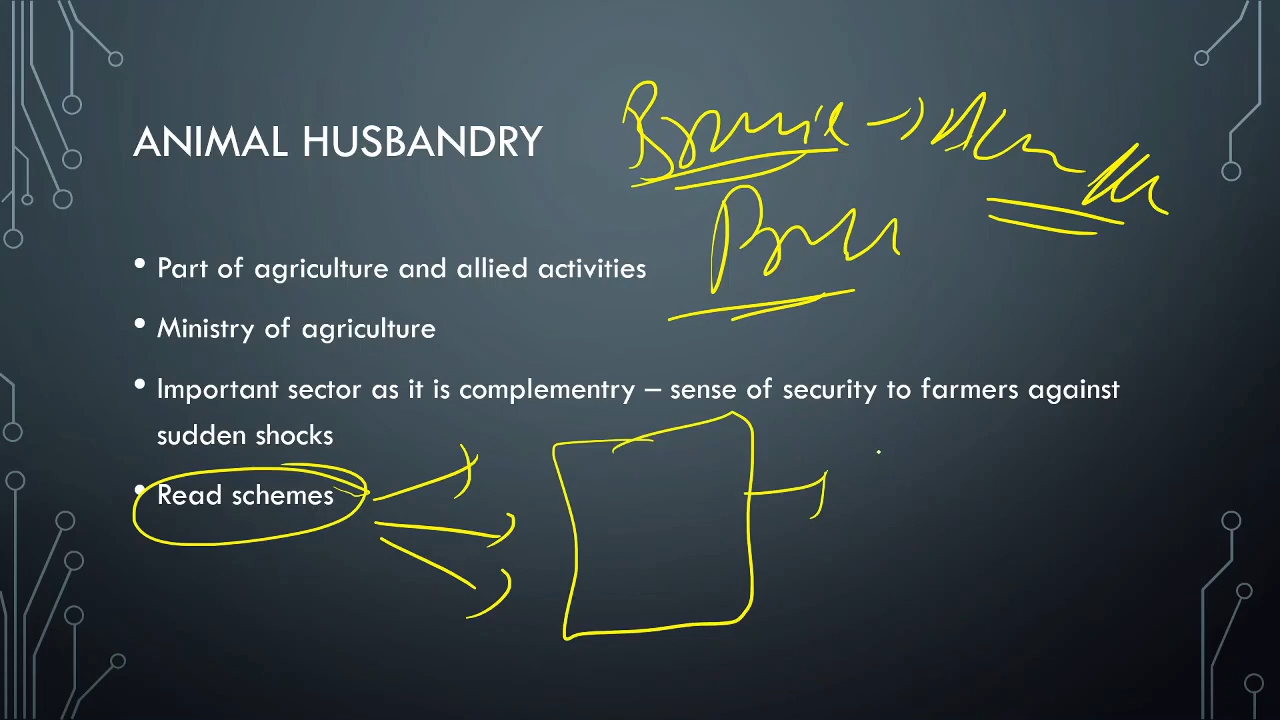 ANIMAL HUSBANDRY
• Part of agriculture and allied activities
• Ministry of agriculture
• Important sector as it is complementry – sense of security to farmers against
sudden shocks
• Read schemes